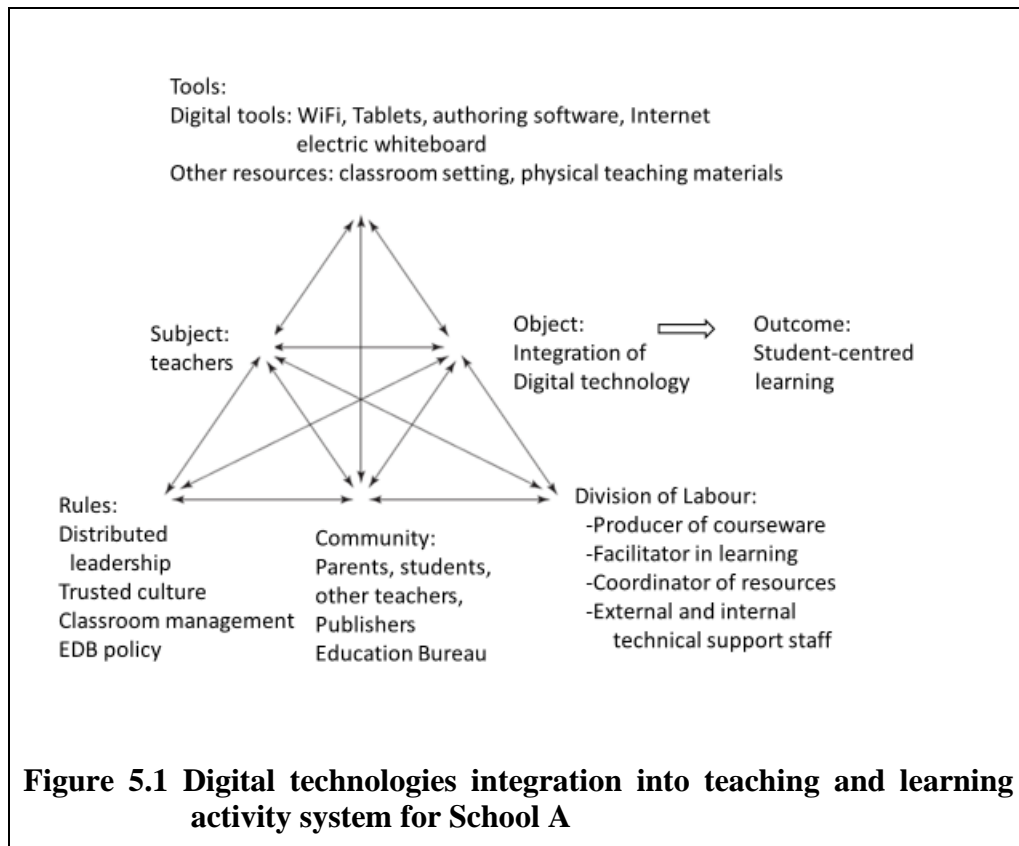 Tools:
Digital tools: WiFi, Tablets, authoring software, Internet
electric whiteboard
Other resources: classroom setting, physical teaching materials
Subject:
teachers
Object:
Integration of
Digital technology
Outcome:
Student-centred
learning
Rules:
Distributed
leadership
Trusted culture
Classroom management
EDB policy
Community:
Parents, students,
other teachers,
Publishers
Education Bureau
Division of Labour:
-Producer of courseware
-Facilitator in learning
-Coordinator of resources
-External and internal
technical support staff
Figure 5.1 Digital technologies integration into teaching and learning
activity system for School A